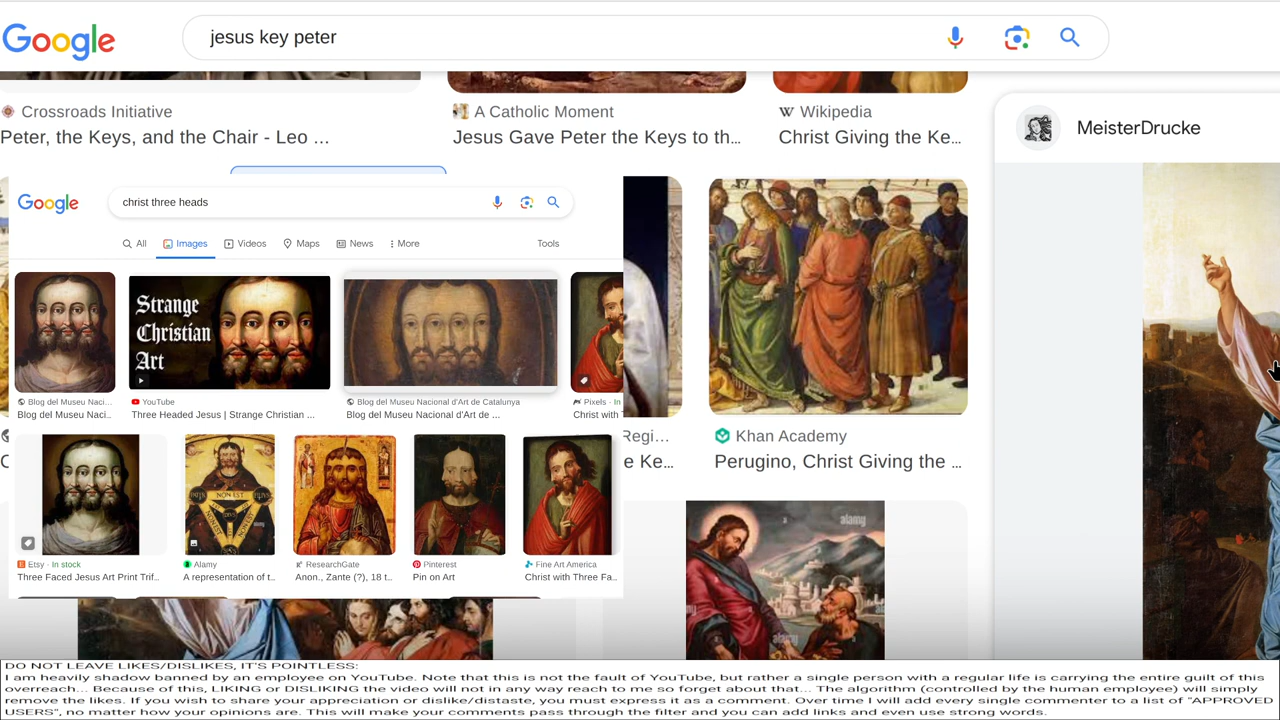 Google
jesus key peter
Crossroads Initiative
Peter, the Keys, and the Chair - Leo ...
A Catholic Moment
Jesus Gave Peter the Keys to th...
W Wikipedia
Christ Giving the Ke...
MeisterDrucke
Google
christ three heads
All
Images
Videos
Maps
News
More
Tools
Strange
Christian
Art
Blog del Museu Naci...
Blog del Museu Naci..
YouTube
Three Headed Jesus | Strange Christian ...
Blog del Museu Nacional d'Art de Catalunya
Blog del Museu Nacional d'Art de ...
Pixels · In
Christ with T
Regi...
e Ke...
Khan Academy
Perugino, Christ Giving the ...
NON EST
alamy
Etsy · In stock
Three Faced Jesus Art Print Trif..
Alamy
A representation of t..
ResearchGate
Anon., Zante (?), 18 t..
Pinterest
Pin on Art
Fine Art America
Christ with Three Fa..
alamy
alamy
DO NOT LEAVE LIKES/DISLIKES, IT'S POINTLESS:
I am heavily shadow banned by an employee on YouTube. Note that this is not the fault of YouTube, but rather a single person with a regular life is carrying the entire guilt of this
overreach... Because of this, LIKING or DISLIKING the video will not in any way reach to me so forget about that... The algorithm (controlled by the human employee) will simply
remove the likes. If you wish to share your appreciation or dislike/distaste, you must express it as a comment. Over time I will add every single commenter to a list of "APPROVED
USERS", no matter how your opinions are. This will make your comments pass through the filter and you can add links and even use strong words.